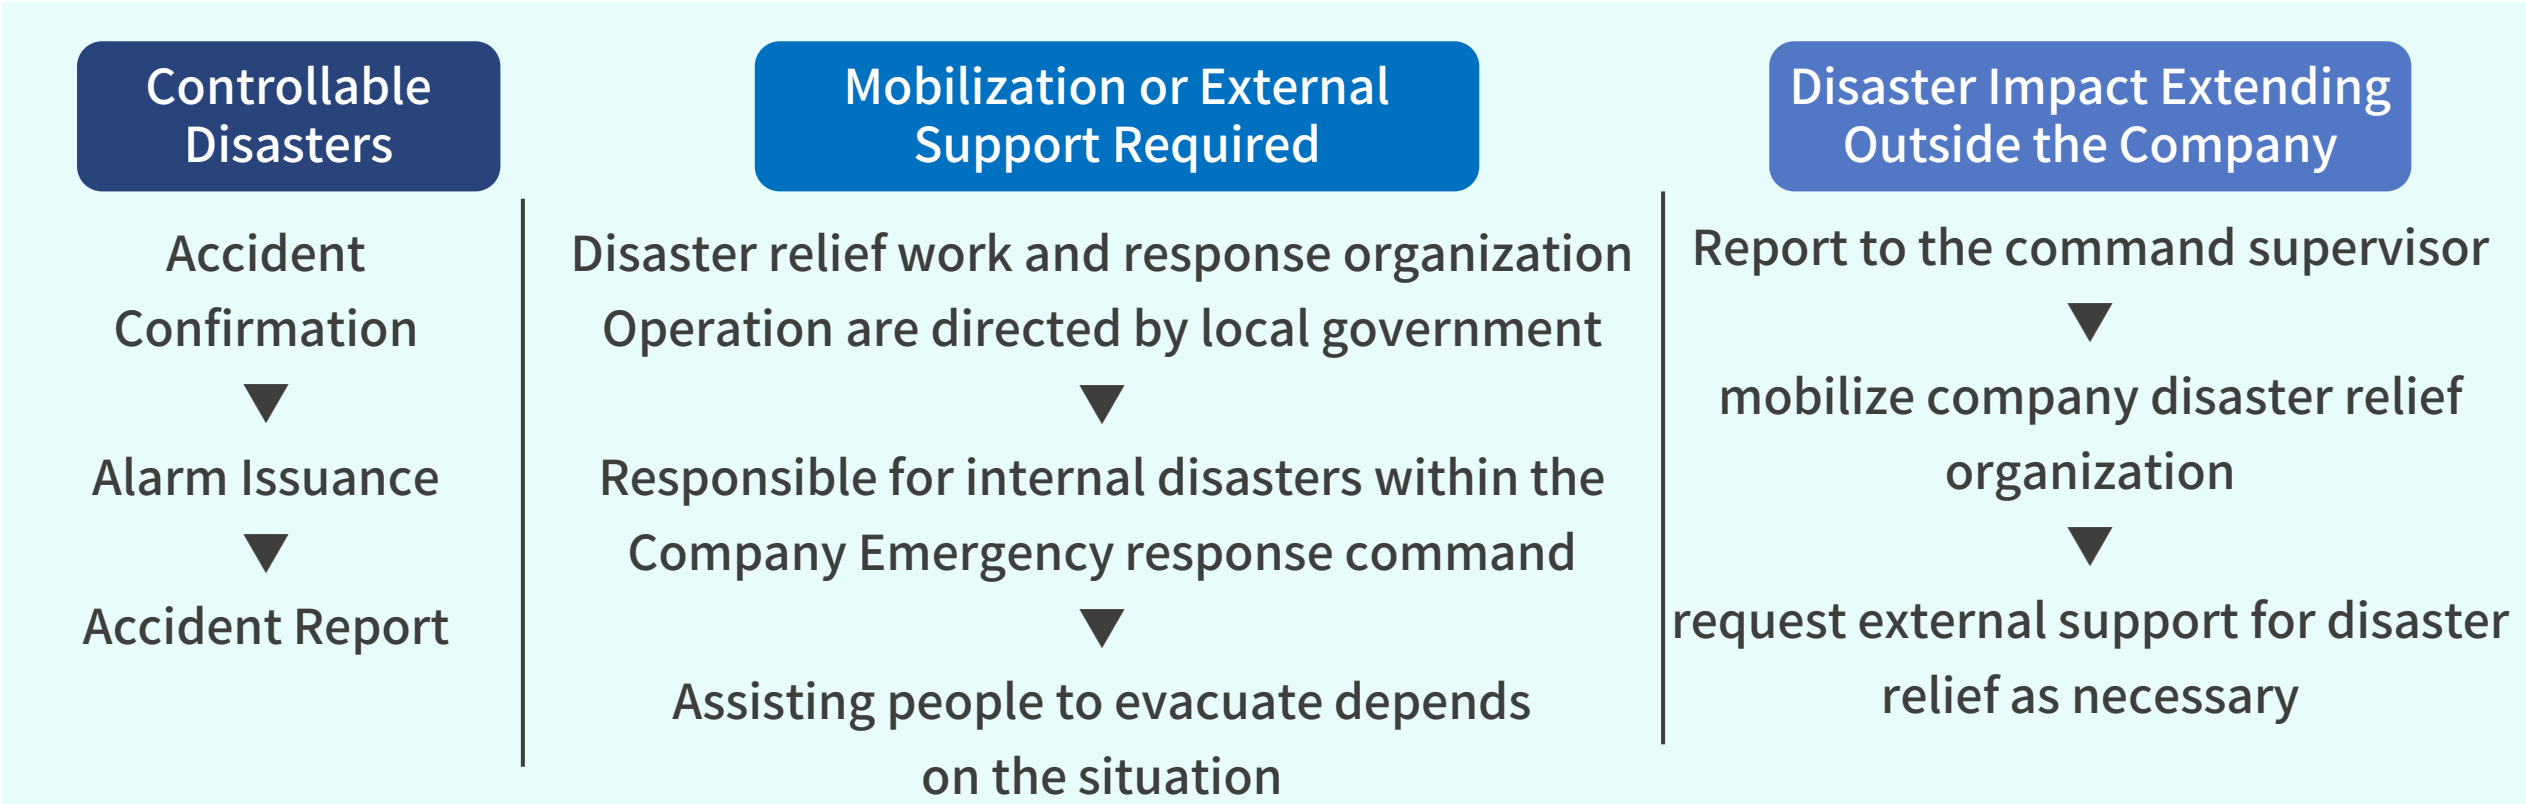 Controllable
Disasters
Accident
Confirmation
Alarm Issuance
Accident Report
Mobilization or External
Support Required
Disaster relief work and response organization
Operation are directed by local government
Responsible for internal disasters within the
Company Emergency response command
Assisting people to evacuate depends
on the situation
Disaster Impact Extending
Outside the Company
Report to the command supervisor
mobilize company disaster relief
organization
request external support for disaster
relief as necessary